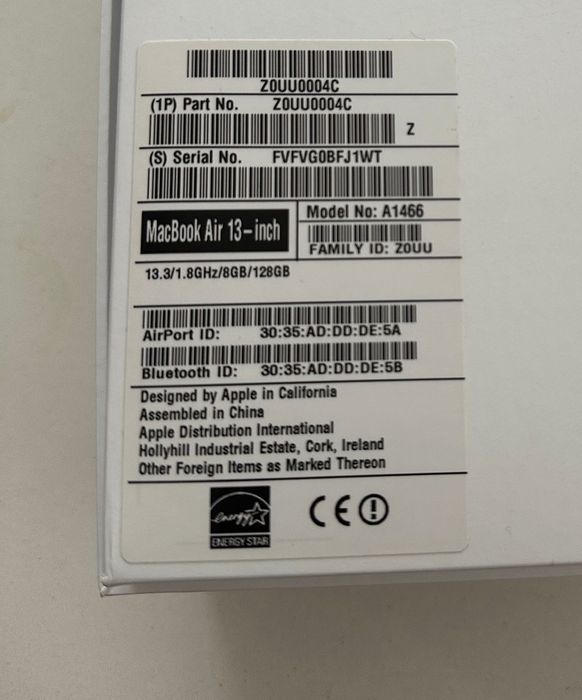 Z0UU0004C
(1P) Part No. Z0UU0004C
Z
(S) Serial No. FVFVG0BFJ1WT
MacBook Air 13-inch
Model No: A1466
FAMILY ID: Z0UU
13.3/1.8GHz/8GB/128GB
AirPort ID: 30:35:AD:DD:DE:5A
Bluetooth ID: 30:35:AD:DD:DE:5B
Designed by Apple in California
Assembled in China
Apple Distribution International
Hollyhill Industrial Estate, Cork, Ireland
Other Foreign Items as Marked Thereon
energy
ENERGY STAR
CE